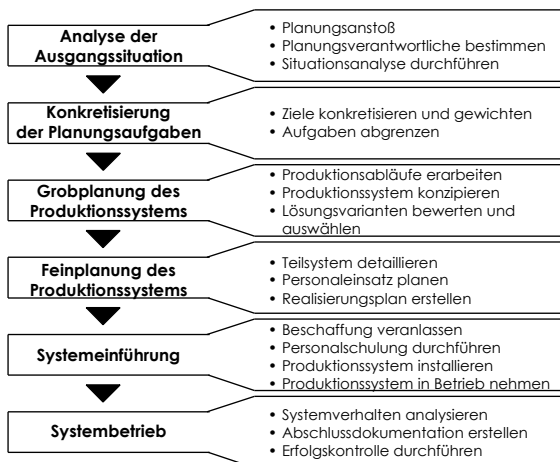 Analyse der
Ausgangssituation
• Planungsanstoß
• Planungsverantwortliche bestimmen
• Situationsanalyse durchführen
Konkretisierung
der Planungsaufgaben
• Ziele konkretisieren und gewichten
• Aufgaben abgrenzen
Grobplanung des
Produktionssystems
• Produktionsabläufe erarbeiten
• Produktionssystem konzipieren
• Lösungsvarianten bewerten und
auswählen
Feinplanung des
Produktionssystems
• Teilsystem detaillieren
• Personaleinsatz planen
• Realisierungsplan erstellen
Systemeinführung
• Beschaffung veranlassen
• Personalschulung durchführen
• Produktionssystem installieren
• Produktionssystem in Betrieb nehmen
Systembetrieb
• Systemverhalten analysieren
• Abschlussdokumentation erstellen
• Erfolgskontrolle durchführen